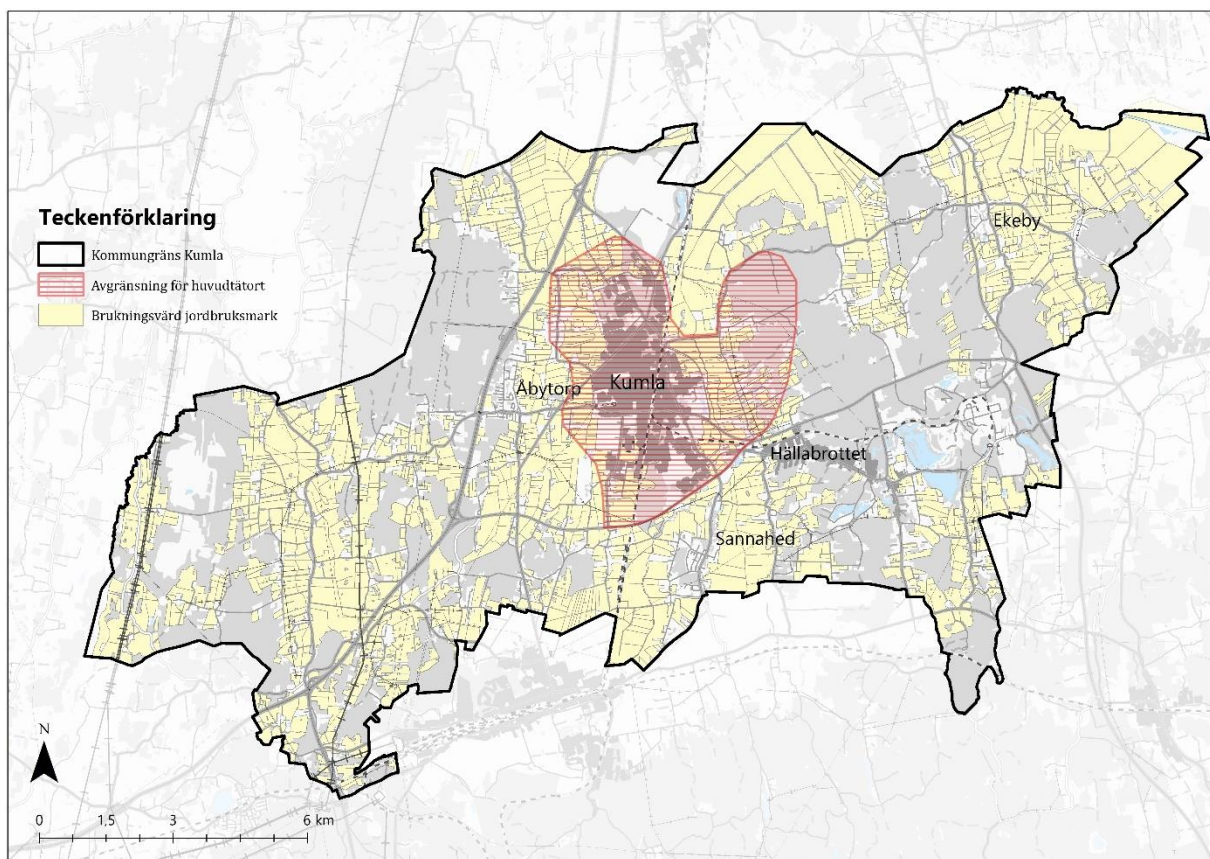 Teckenförklaring
Kommungräns Kumla
Avgränsning för huvudtätort
Brukningsvärd jordbruksmark
Ekeby
Kumla
Åbytorp
Hällabrottet
Sannahed
N
0 1,5 3 6 km